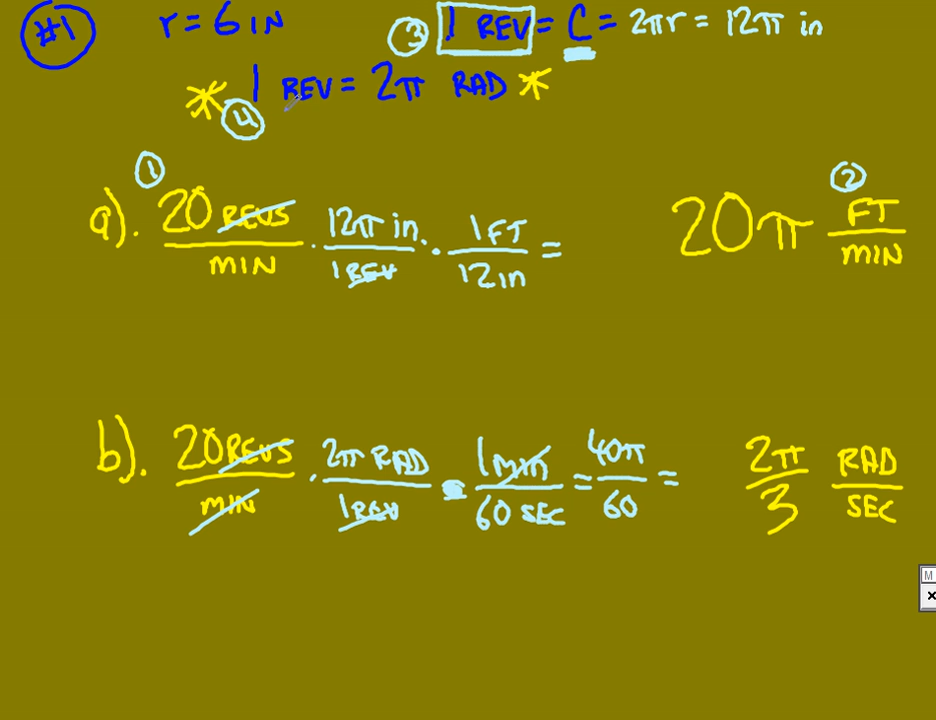 #1 r = 6 IN ③ 1 REV = C = 2πr = 12π in
* ④ 1 REV = 2π RAD *
① ②
a). 20 REVS / MIN · 12π in. / 1 REV · 1 FT / 12 in = 20π FT / MIN
b). 20 REVS / MIN · 2π RAD / 1 REV · 1 min / 60 SEC = 40π / 60 = 2π / 3 RAD / SEC
M
×